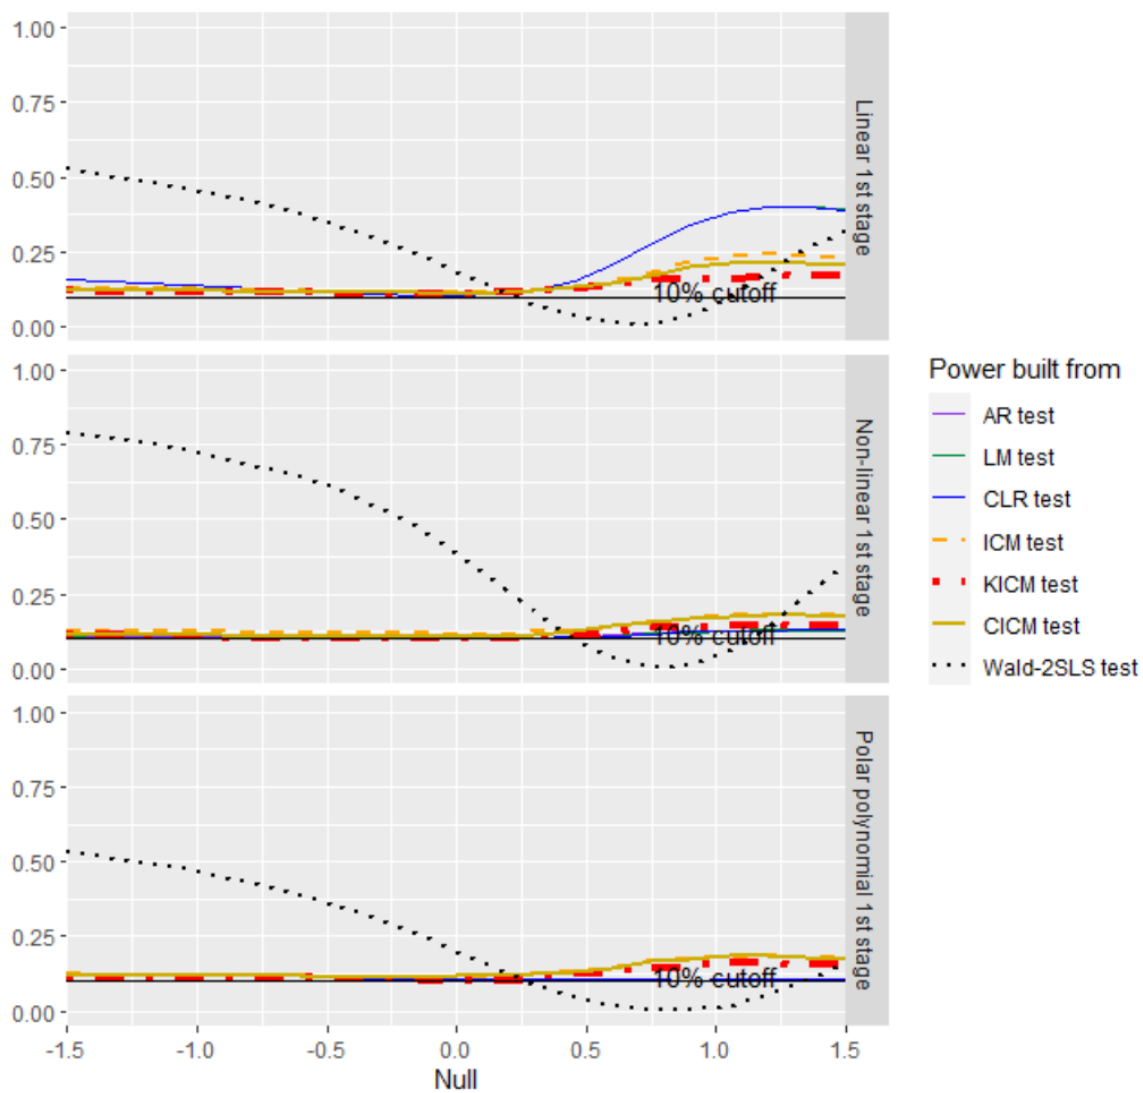 1.00
0.75
0.50
0.25
0.00
10% cutoff
Linear 1st stage
1.00
0.75
0.50
0.25
0.00
10% cutoff
Non-linear 1st stage
1.00
0.75
0.50
0.25
0.00
10% cutoff
Polar polynomial 1st stage
-1.5 -1.0 -0.5 0.0 0.5 1.0 1.5
Null
Power built from
AR test
LM test
CLR test
ICM test
KICM test
CICM test
Wald-2SLS test